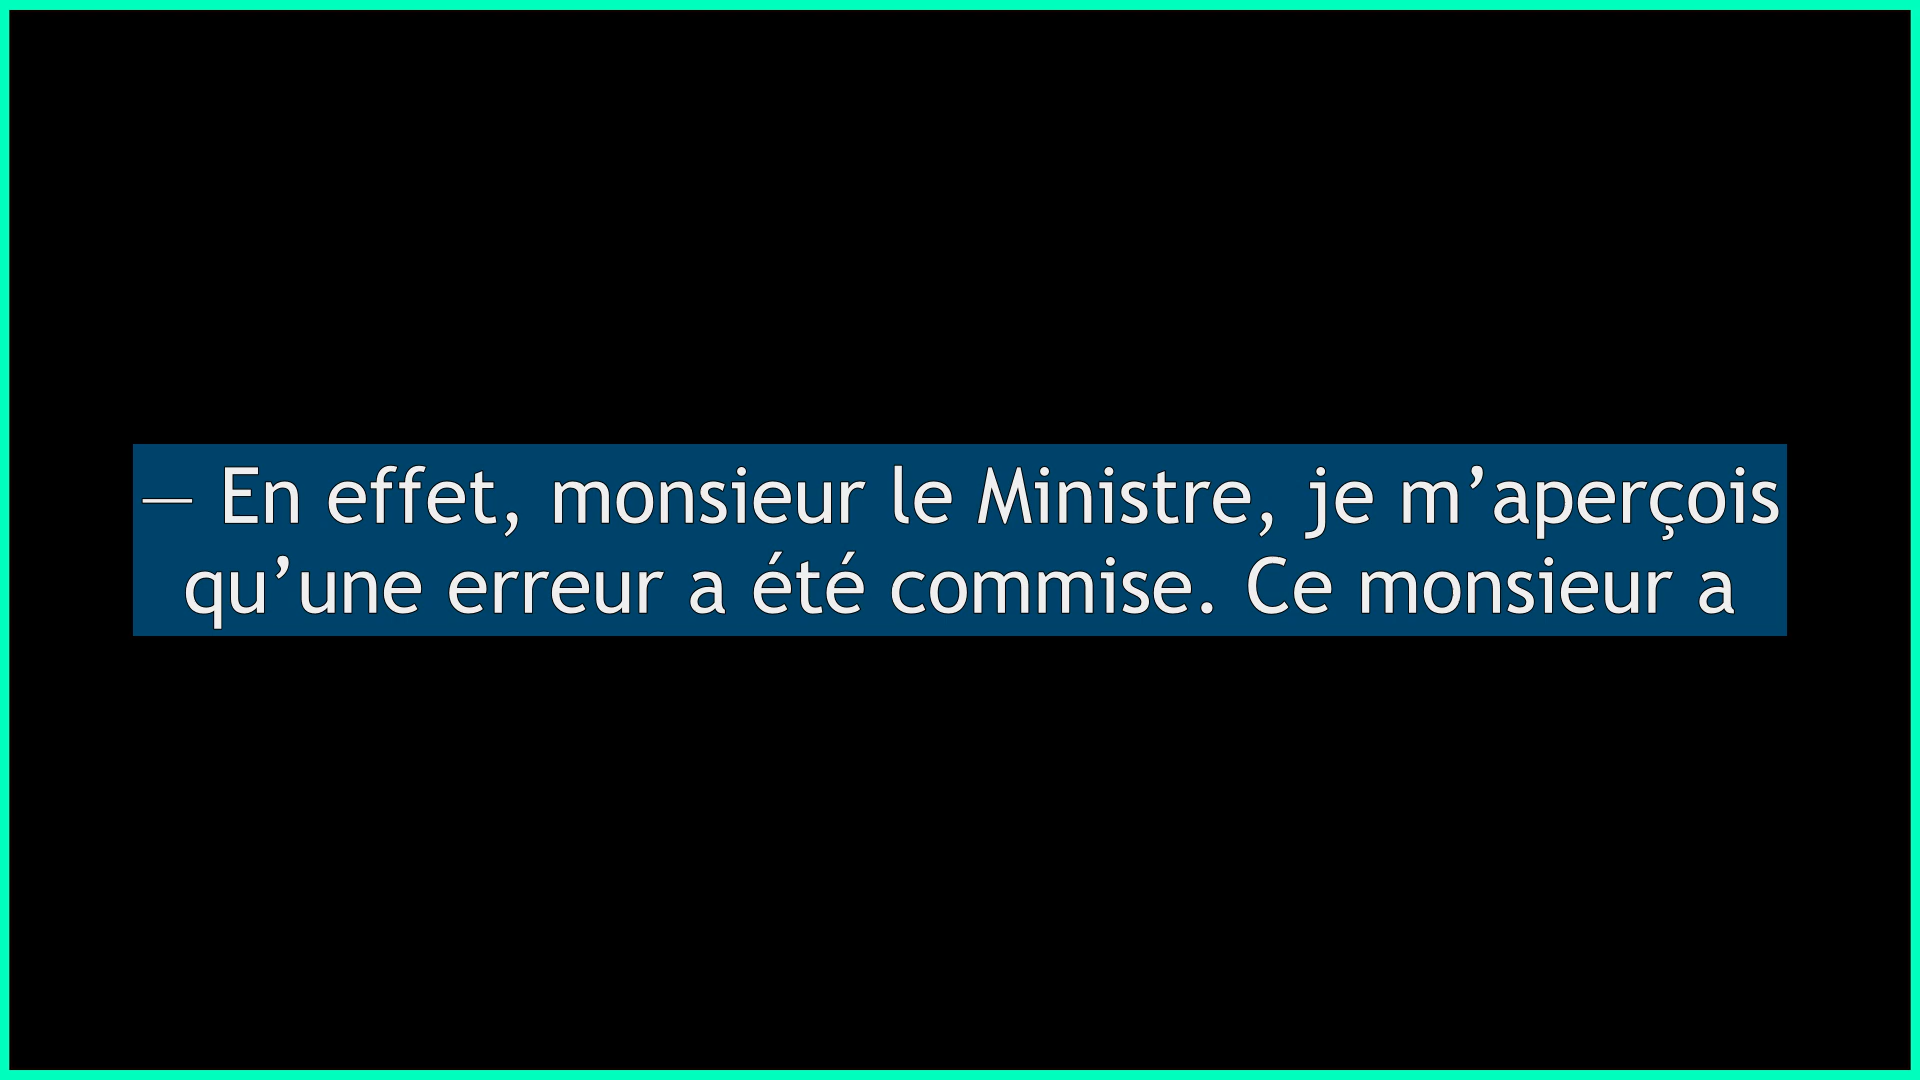 — En effet, monsieur le Ministre, je m’aperçois
qu’une erreur a été commise. Ce monsieur a